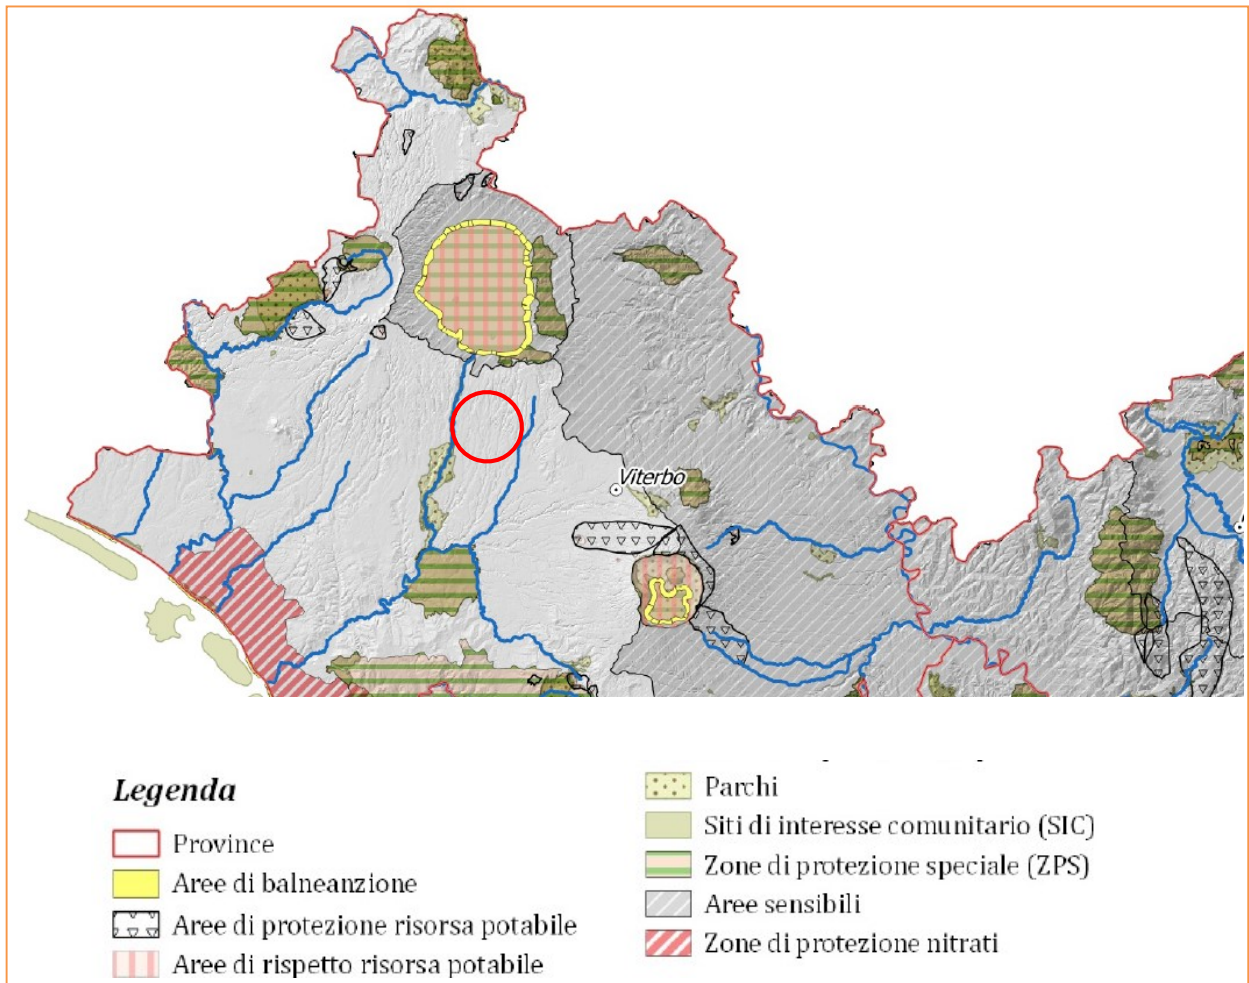 Viterbo
Legenda
Province
Aree di balneanzione
Aree di protezione risorsa potabile
Aree di rispetto risorsa potabile
Parchi
Siti di interesse comunitario (SIC)
Zone di protezione speciale (ZPS)
Aree sensibili
Zone di protezione nitrati